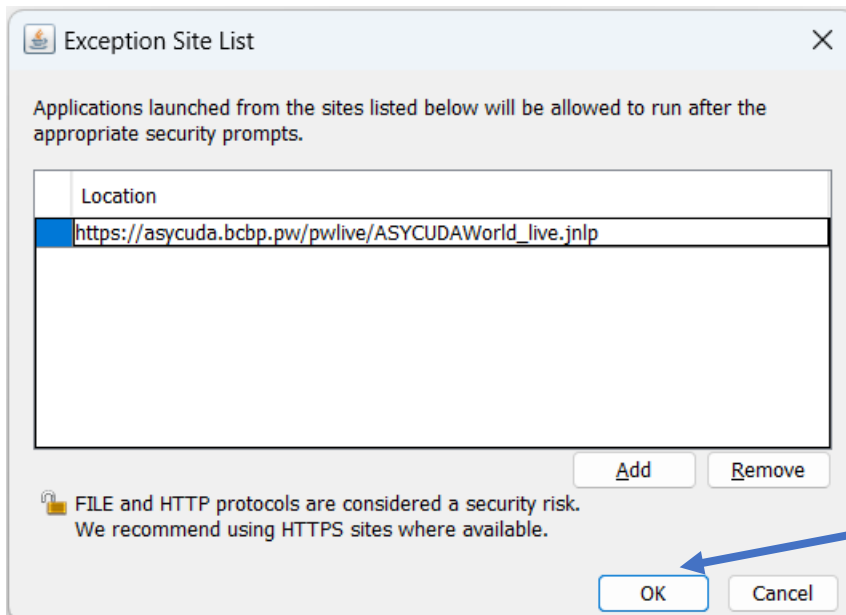 Exception Site List
Applications launched from the sites listed below will be allowed to run after the
appropriate security prompts.
Location
https://asycuda.bcbp.pw/pwlive/ASYCUDAWorld_live.jnlp
Add Remove
FILE and HTTP protocols are considered a security risk.
We recommend using HTTPS sites where available.
OK Cancel